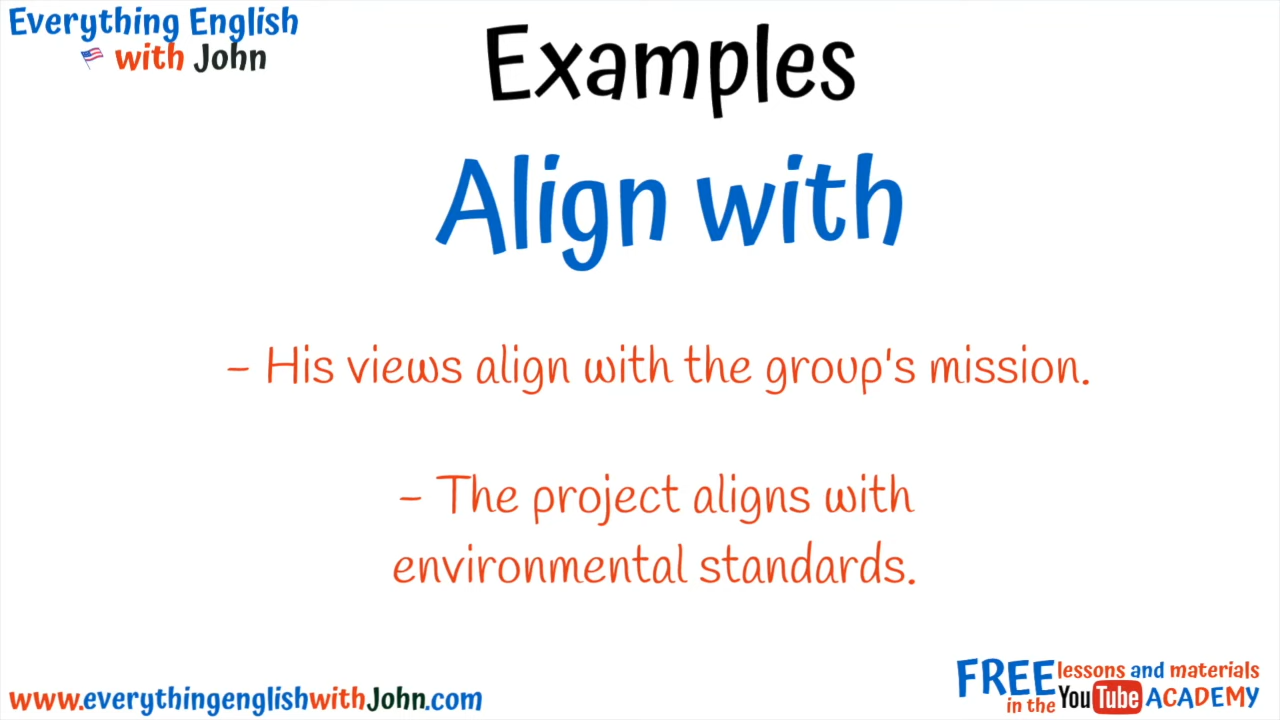 Everything English
with John
Examples
Align with
- His views align with the group's mission.
- The project aligns with
environmental standards.
www.everythingenglishwithJohn.com
FREE lessons and materials
in the YouTube ACADEMY